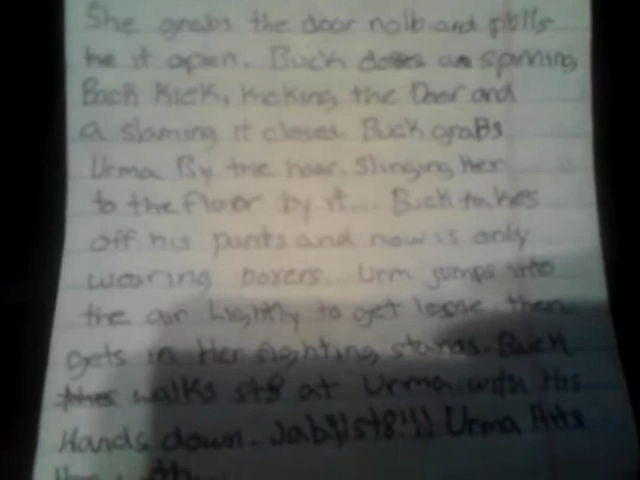 She grabs the door nolb and pulls
he it open. Buck does a spinning
Back Kick, kicking the Door and
a slaming it closed. Buck graBs
Urma By the hair. Slinging Her
to the floor by it... Buck takes
off his pants and now is only
wearing boxers... Urm jumps into
the air Lightly to get loose then
gets in Her fighting stands. Buck
walks st8 at Urma with His
Hands down. Jab!! st8!!! Urma Hits